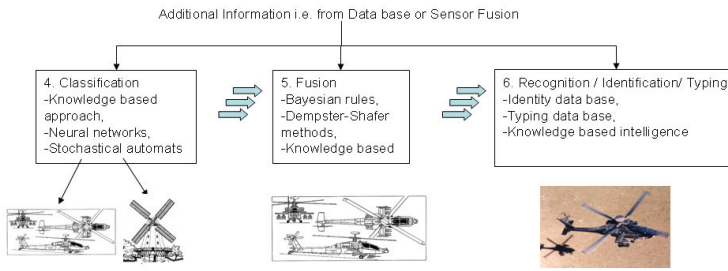 Additional Information i.e. from Data base or Sensor Fusion
4. Classification
-Knowledge based
approach,
-Neural networks,
-Stochastical automats
5. Fusion
-Bayesian rules,
-Dempster-Shafer
methods,
-Knowledge based
6. Recognition / Identification/ Typing
-Identity data base,
-Typing data base,
-Knowledge based intelligence